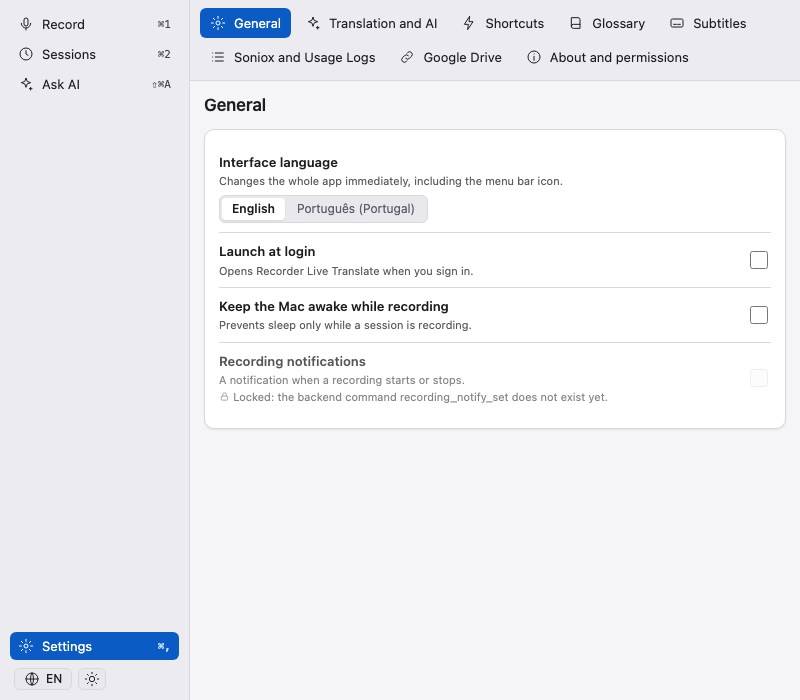 Record ⌘1
Sessions ⌘2
Ask AI ⇧⌘A
General
Translation and AI
Shortcuts
Glossary
Subtitles
Soniox and Usage Logs
Google Drive
About and permissions
General
Interface language
Changes the whole app immediately, including the menu bar icon.
English
Português (Portugal)
Launch at login
Opens Recorder Live Translate when you sign in.
Keep the Mac awake while recording
Prevents sleep only while a session is recording.
Recording notifications
A notification when a recording starts or stops.
Locked: the backend command recording_notify_set does not exist yet.
Settings ⌘,
EN